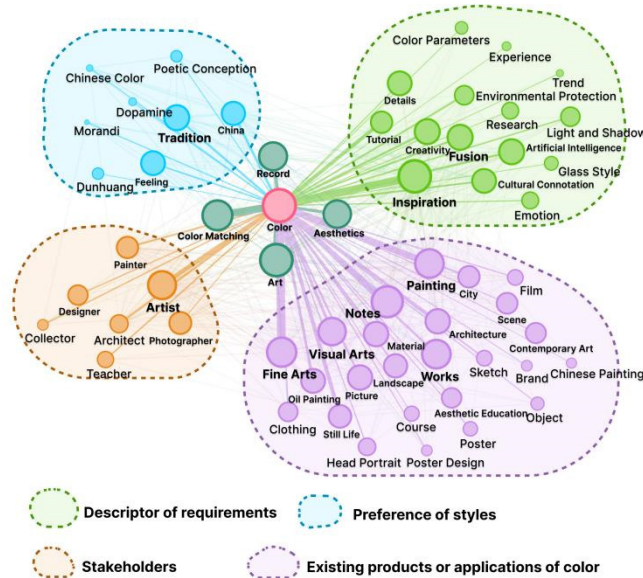 Color Parameters
Experience
Trend
Details
Environmental Protection
Research
Tutorial
Creativity
Fusion
Light and Shadow
Artificial Intelligence
Glass Style
Inspiration
Cultural Connotation
Emotion
Poetic Conception
Chinese Color
Dopamine
China
Morandi
Tradition
Feeling
Dunhuang
Record
Color
Color Matching
Aesthetics
Art
Painter
Artist
Designer
Collector
Architect
Photographer
Teacher
Painting
City
Film
Notes
Scene
Architecture
Contemporary Art
Visual Arts
Material
Fine Arts
Landscape
Works
Sketch
Brand
Chinese Painting
Oil Painting
Picture
Aesthetic Education
Object
Clothing
Still Life
Course
Poster
Head Portrait
Poster Design
Descriptor of requirements
Preference of styles
Stakeholders
Existing products or applications of color